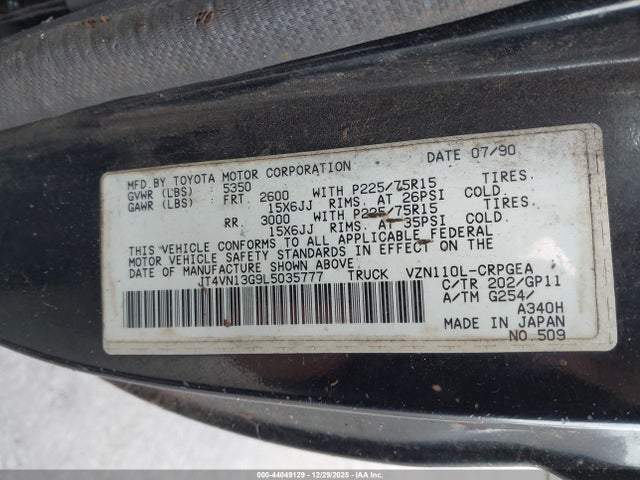 MFD BY TOYOTA MOTOR CORPORATION DATE 07/90
GVWR (LBS) 5350
GAWR (LBS) FRT 2600 WITH P225/75R15 TIRES.
15X6JJ RIMS. AT 26PSI COLD.
RR 3000 WITH P225/75R15 TIRES.
15X6JJ RIMS. AT 35PSI COLD.
THIS VEHICLE CONFORMS TO ALL APPLICABLE FEDERAL
MOTOR VEHICLE SAFETY STANDARDS IN EFFECT ON THE
DATE OF MANUFACTURE SHOWN ABOVE.
JT4VN13G9L5035777 TRUCK VZN110L-CRPGEA
C/TR 202/GP11
A/TM G254/
A340H
MADE IN JAPAN
NO.509
000-44049129 - 12/29/2025 - IAAI Copart